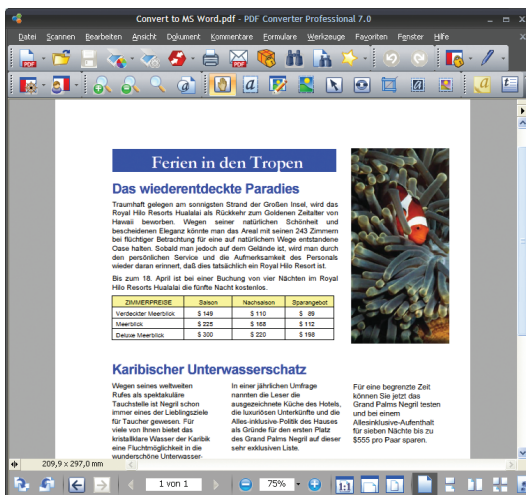 Convert to MS Word.pdf - PDF Converter Professional 7.0
Datei Scannen Bearbeiten Ansicht Dokument Kommentare Formulare Werkzeuge Favoriten Fenster Hilfe
Ferien in den Tropen
Das wiederentdeckte Paradies
Traumhaft gelegen am sonnigsten Strand der Großen Insel, wird das
Royal Hilo Resorts Hualalai als Rückkehr zum Goldenen Zeitalter von
Hawaii beworben. Wegen seiner natürlichen Schönheit und
bescheidenen Eleganz könnte man das Areal mit seinen 243 Zimmern
bei flüchtiger Betrachtung für eine auf natürlichem Wege entstandene
Oase halten. Sobald man jedoch auf dem Gelände ist, wird man durch
den persönlichen Service und die Aufmerksamkeit des Personals
wieder daran erinnert, daß dies tatsächlich ein Royal Hilo Resort ist.
Bis zum 18. April ist bei einer Buchung von vier Nächten im Royal
Hilo Resorts Hualalai die fünfte Nacht kostenlos.
ZIMMERPREISE Saison Nachsaison Sparangebot
Verdeckter Meerblick $ 149 $ 110 $ 89
Meerblick $ 225 $ 168 $ 112
Deluxe Meerblick $ 300 $ 220 $ 198
Karibischer Unterwasserschatz
Wegen seines weltweiten
Rufes als spektakuläre
Tauchstelle ist Negril schon
immer eines der Lieblingsziele
für Taucher gewesen. Für
viele von Ihnen bietet das
kristallklare Wasser der Karibik
eine Fluchtmöglichkeit in die
wunderschöne Unterwasser-
In einer jährlichen Umfrage
nannten die Leser die
ausgezeichnete Küche des Hotels,
die luxuriösen Unterkünfte und die
Alles-inklusive-Politik des Hauses
als Gründe für den ersten Platz
des Grand Palms Negril auf dieser
sehr exklusiven Liste.
Für eine begrenzte Zeit
können Sie jetzt das
Grand Palms Negril testen
und bei einem
Allesinklusive-Aufenthalt
für sieben Nächte bis zu
$555 pro Paar sparen.
209,9 x 297,0 mm
1 von 1
75%
1:1